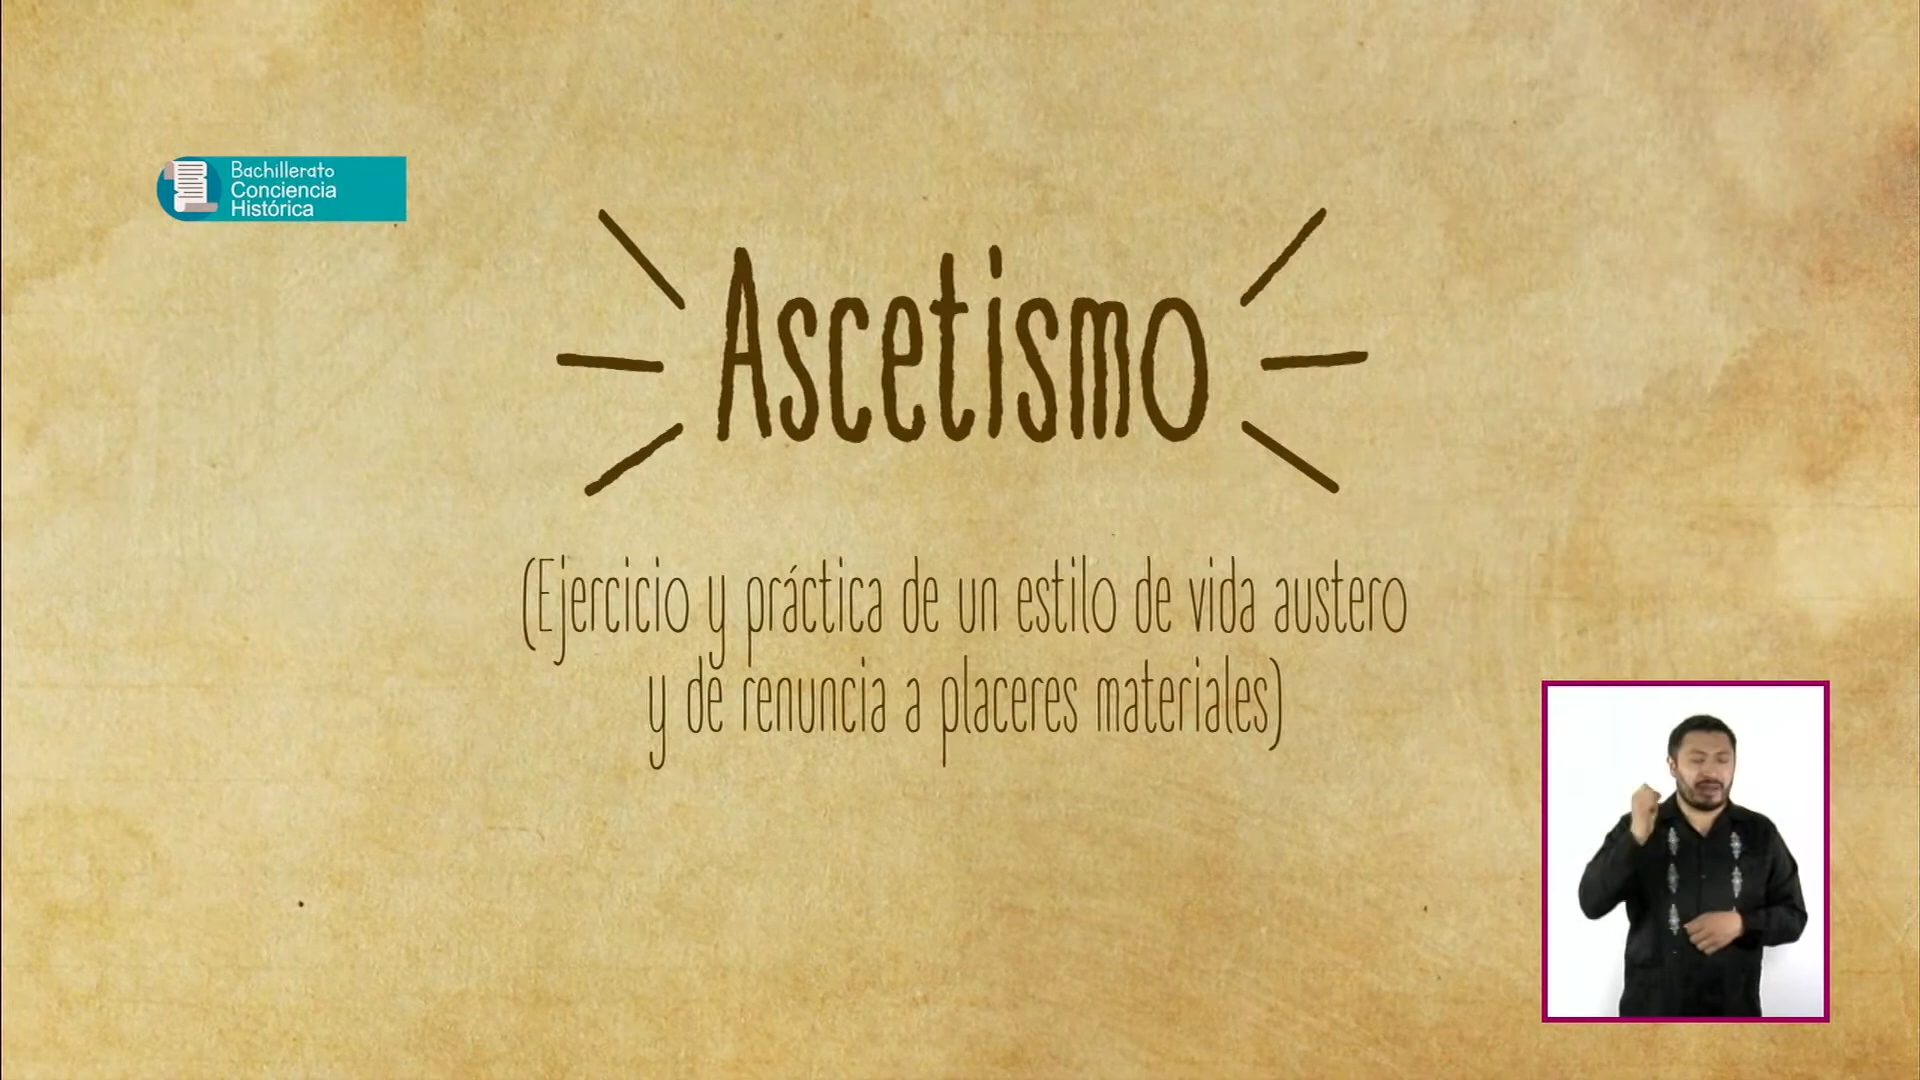 Bachillerato
Conciencia
Histórica
Ascetismo
(Ejercicio y práctica de un estilo de vida austero
y de renuncia a placeres materiales)